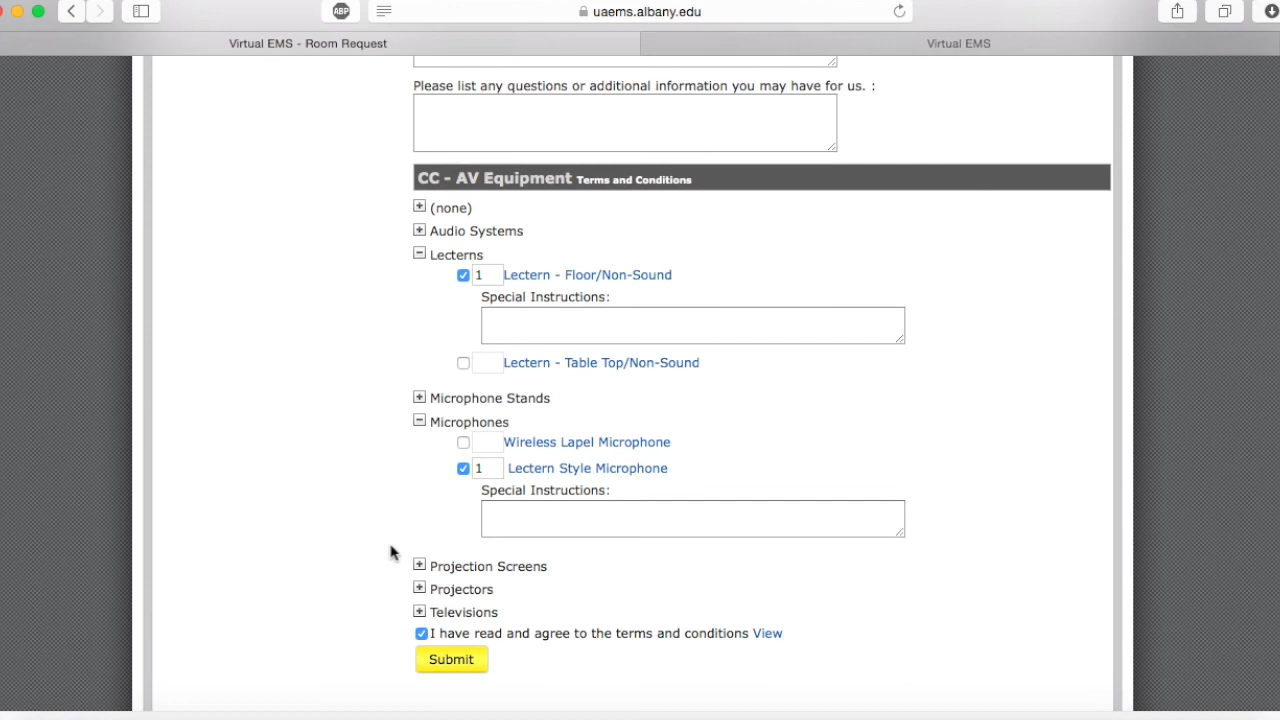 ABP
uaems.albany.edu
Virtual EMS - Room Request
Virtual EMS
Please list any questions or additional information you may have for us. :
CC - AV Equipment Terms and Conditions
(none)
Audio Systems
Lecterns
1 Lectern - Floor/Non-Sound
Special Instructions:
Lectern - Table Top/Non-Sound
Microphone Stands
Microphones
Wireless Lapel Microphone
1 Lectern Style Microphone
Special Instructions:
Projection Screens
Projectors
Televisions
I have read and agree to the terms and conditions View
Submit